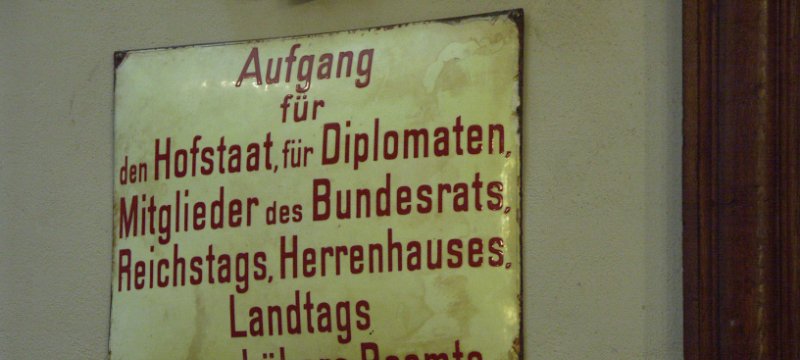 Aufgang
für
den Hofstaat, für Diplomaten,
Mitglieder des Bundesrats,
Reichstags, Herrenhauses,
Landtags